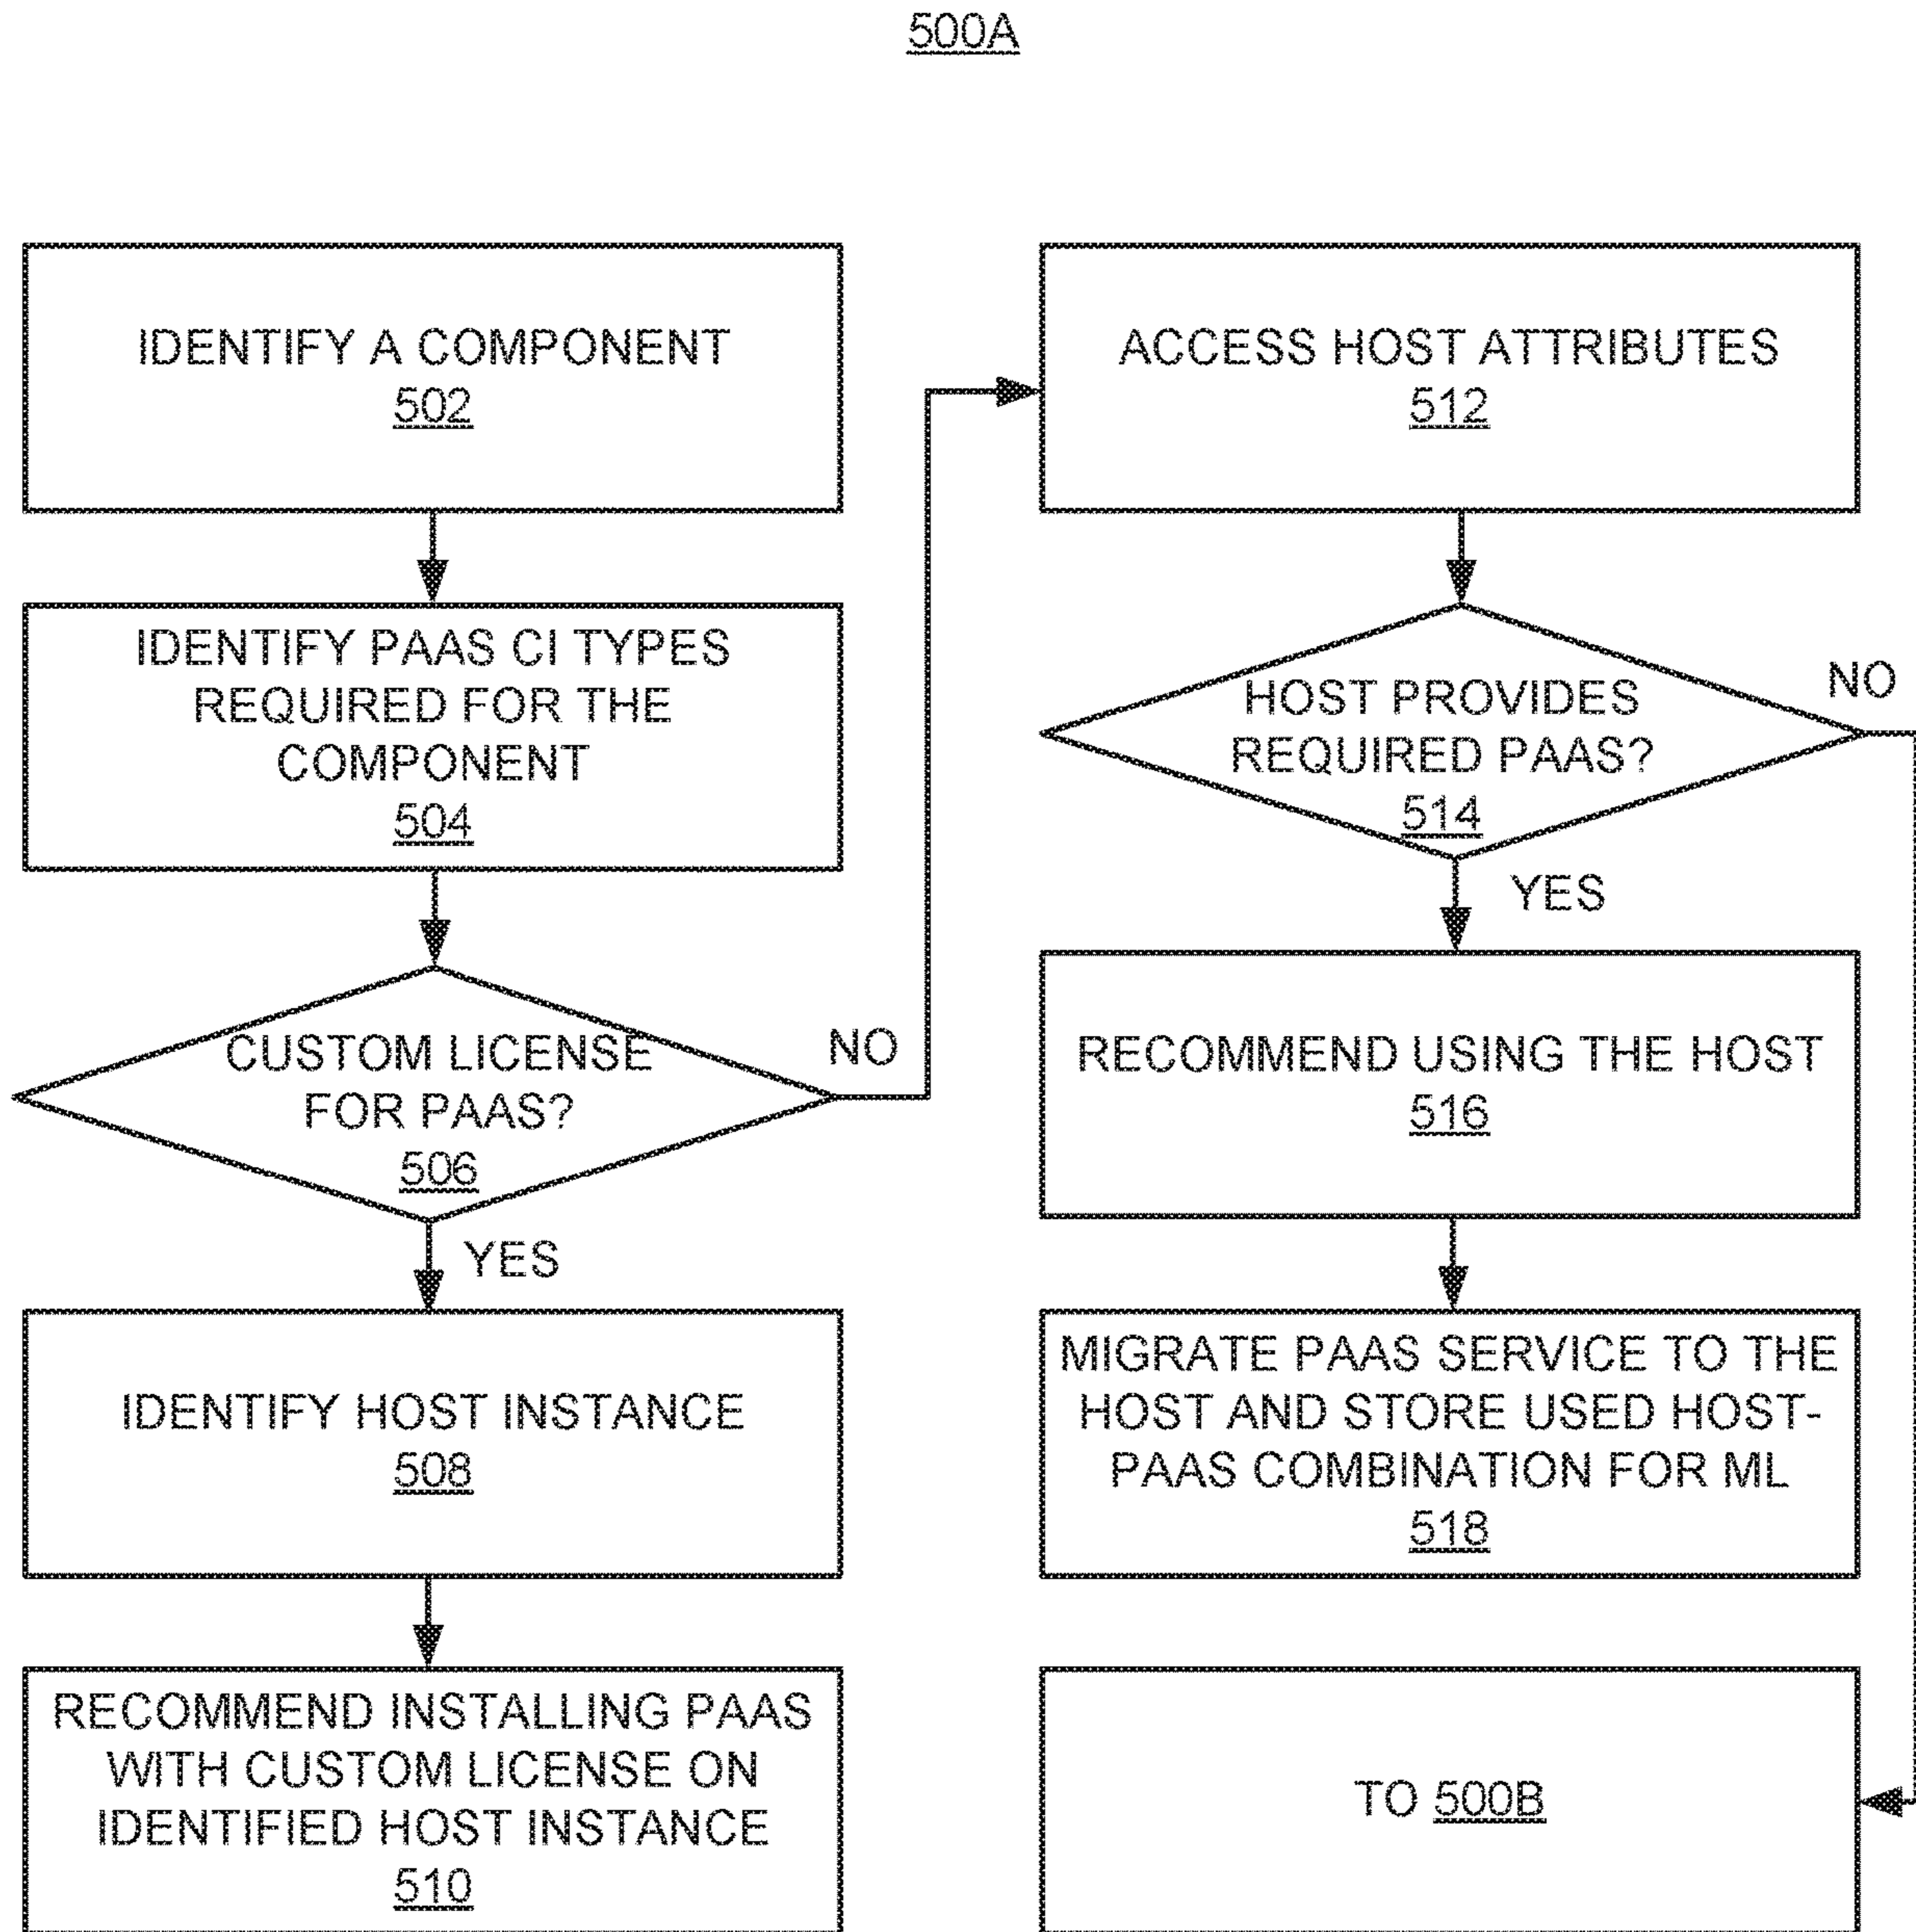 500A
IDENTIFY A COMPONENT
502
IDENTIFY PAAS CI TYPES
REQUIRED FOR THE
COMPONENT
504
CUSTOM LICENSE
FOR PAAS?
506
NO
YES
IDENTIFY HOST INSTANCE
508
RECOMMEND INSTALLING PAAS
WITH CUSTOM LICENSE ON
IDENTIFIED HOST INSTANCE
510
ACCESS HOST ATTRIBUTES
512
HOST PROVIDES
REQUIRED PAAS?
514
NO
YES
RECOMMEND USING THE HOST
516
MIGRATE PAAS SERVICE TO THE
HOST AND STORE USED HOST-
PAAS COMBINATION FOR ML
518
TO 500B